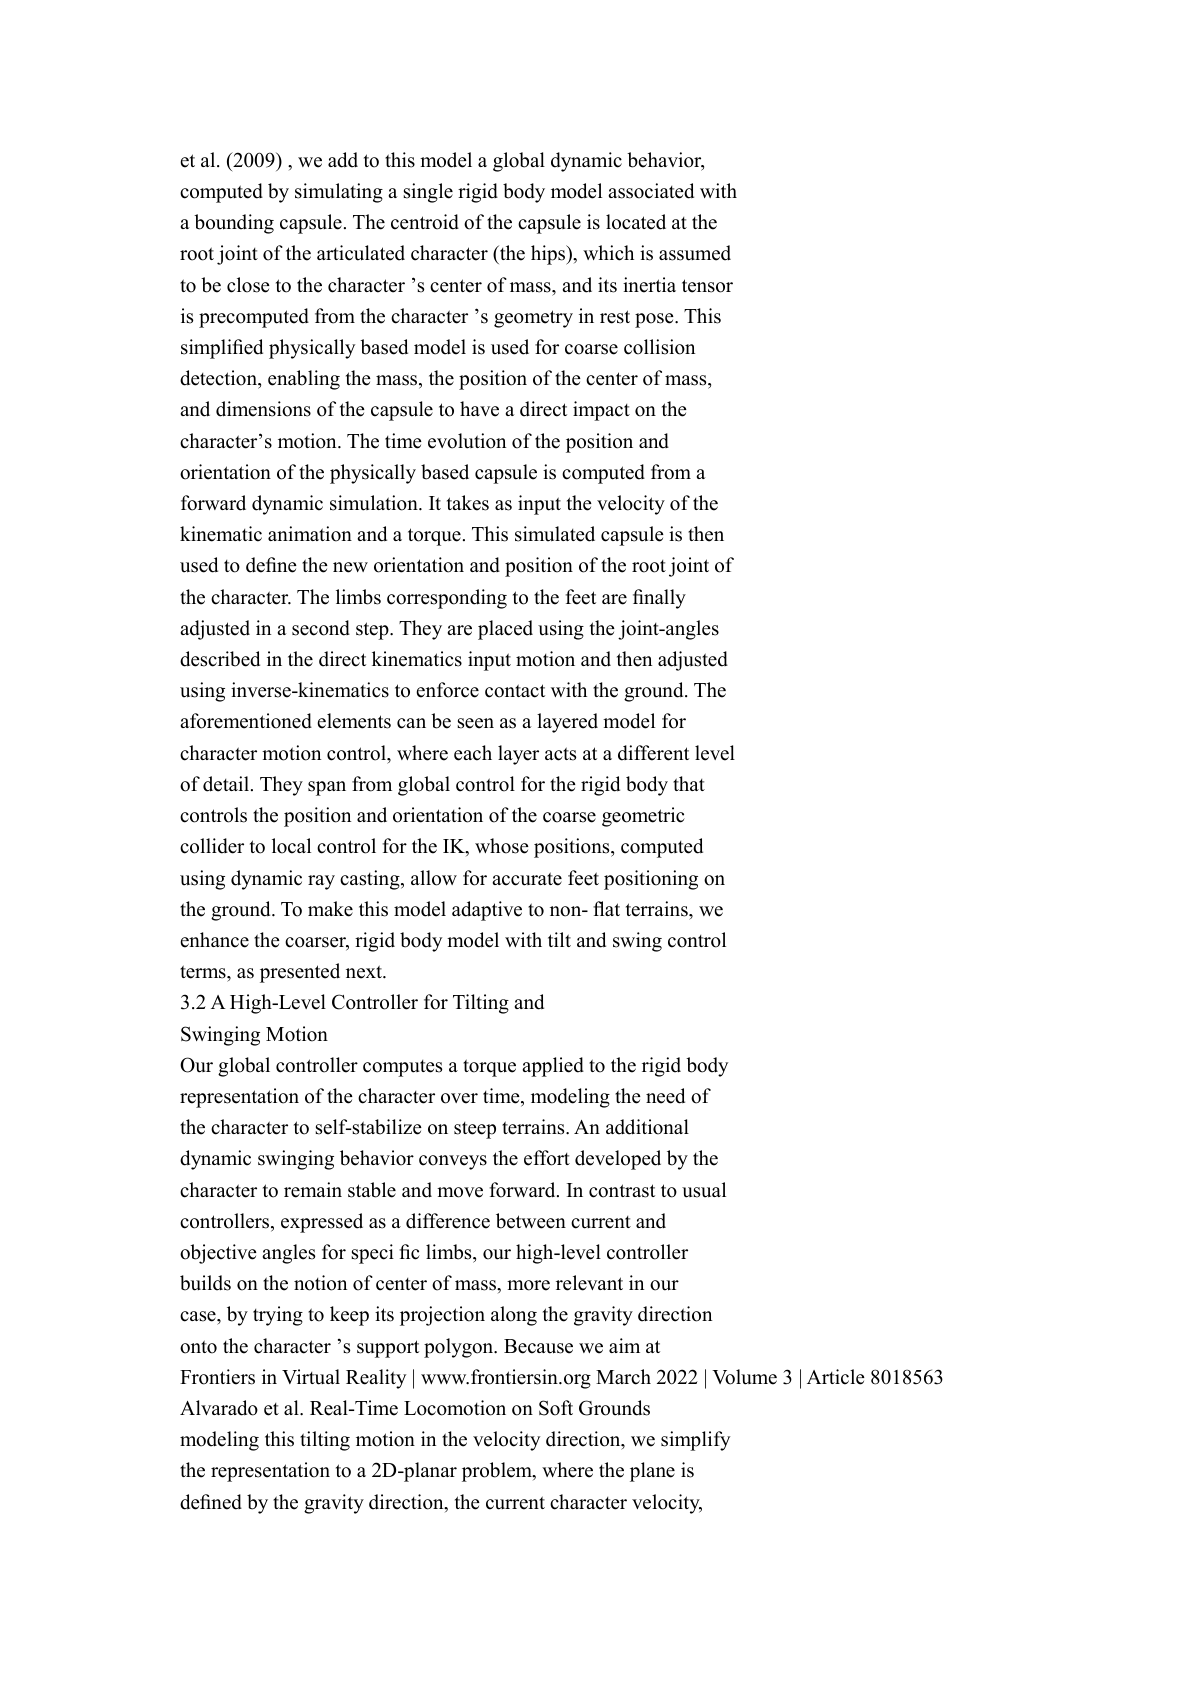 et al. (2009) , we add to this model a global dynamic behavior,
computed by simulating a single rigid body model associated with
a bounding capsule. The centroid of the capsule is located at the
root joint of the articulated character (the hips), which is assumed
to be close to the character ’s center of mass, and its inertia tensor
is precomputed from the character ’s geometry in rest pose. This
simplified physically based model is used for coarse collision
detection, enabling the mass, the position of the center of mass,
and dimensions of the capsule to have a direct impact on the
character’s motion. The time evolution of the position and
orientation of the physically based capsule is computed from a
forward dynamic simulation. It takes as input the velocity of the
kinematic animation and a torque. This simulated capsule is then
used to define the new orientation and position of the root joint of
the character. The limbs corresponding to the feet are finally
adjusted in a second step. They are placed using the joint-angles
described in the direct kinematics input motion and then adjusted
using inverse-kinematics to enforce contact with the ground. The
aforementioned elements can be seen as a layered model for
character motion control, where each layer acts at a different level
of detail. They span from global control for the rigid body that
controls the position and orientation of the coarse geometric
collider to local control for the IK, whose positions, computed
using dynamic ray casting, allow for accurate feet positioning on
the ground. To make this model adaptive to non- flat terrains, we
enhance the coarser, rigid body model with tilt and swing control
terms, as presented next.
3.2 A High-Level Controller for Tilting and
Swinging Motion
Our global controller computes a torque applied to the rigid body
representation of the character over time, modeling the need of
the character to self-stabilize on steep terrains. An additional
dynamic swinging behavior conveys the effort developed by the
character to remain stable and move forward. In contrast to usual
controllers, expressed as a difference between current and
objective angles for speci fic limbs, our high-level controller
builds on the notion of center of mass, more relevant in our
case, by trying to keep its projection along the gravity direction
onto the character ’s support polygon. Because we aim at
Frontiers in Virtual Reality | www.frontiersin.org March 2022 | Volume 3 | Article 8018563
Alvarado et al. Real-Time Locomotion on Soft Grounds
modeling this tilting motion in the velocity direction, we simplify
the representation to a 2D-planar problem, where the plane is
defined by the gravity direction, the current character velocity,